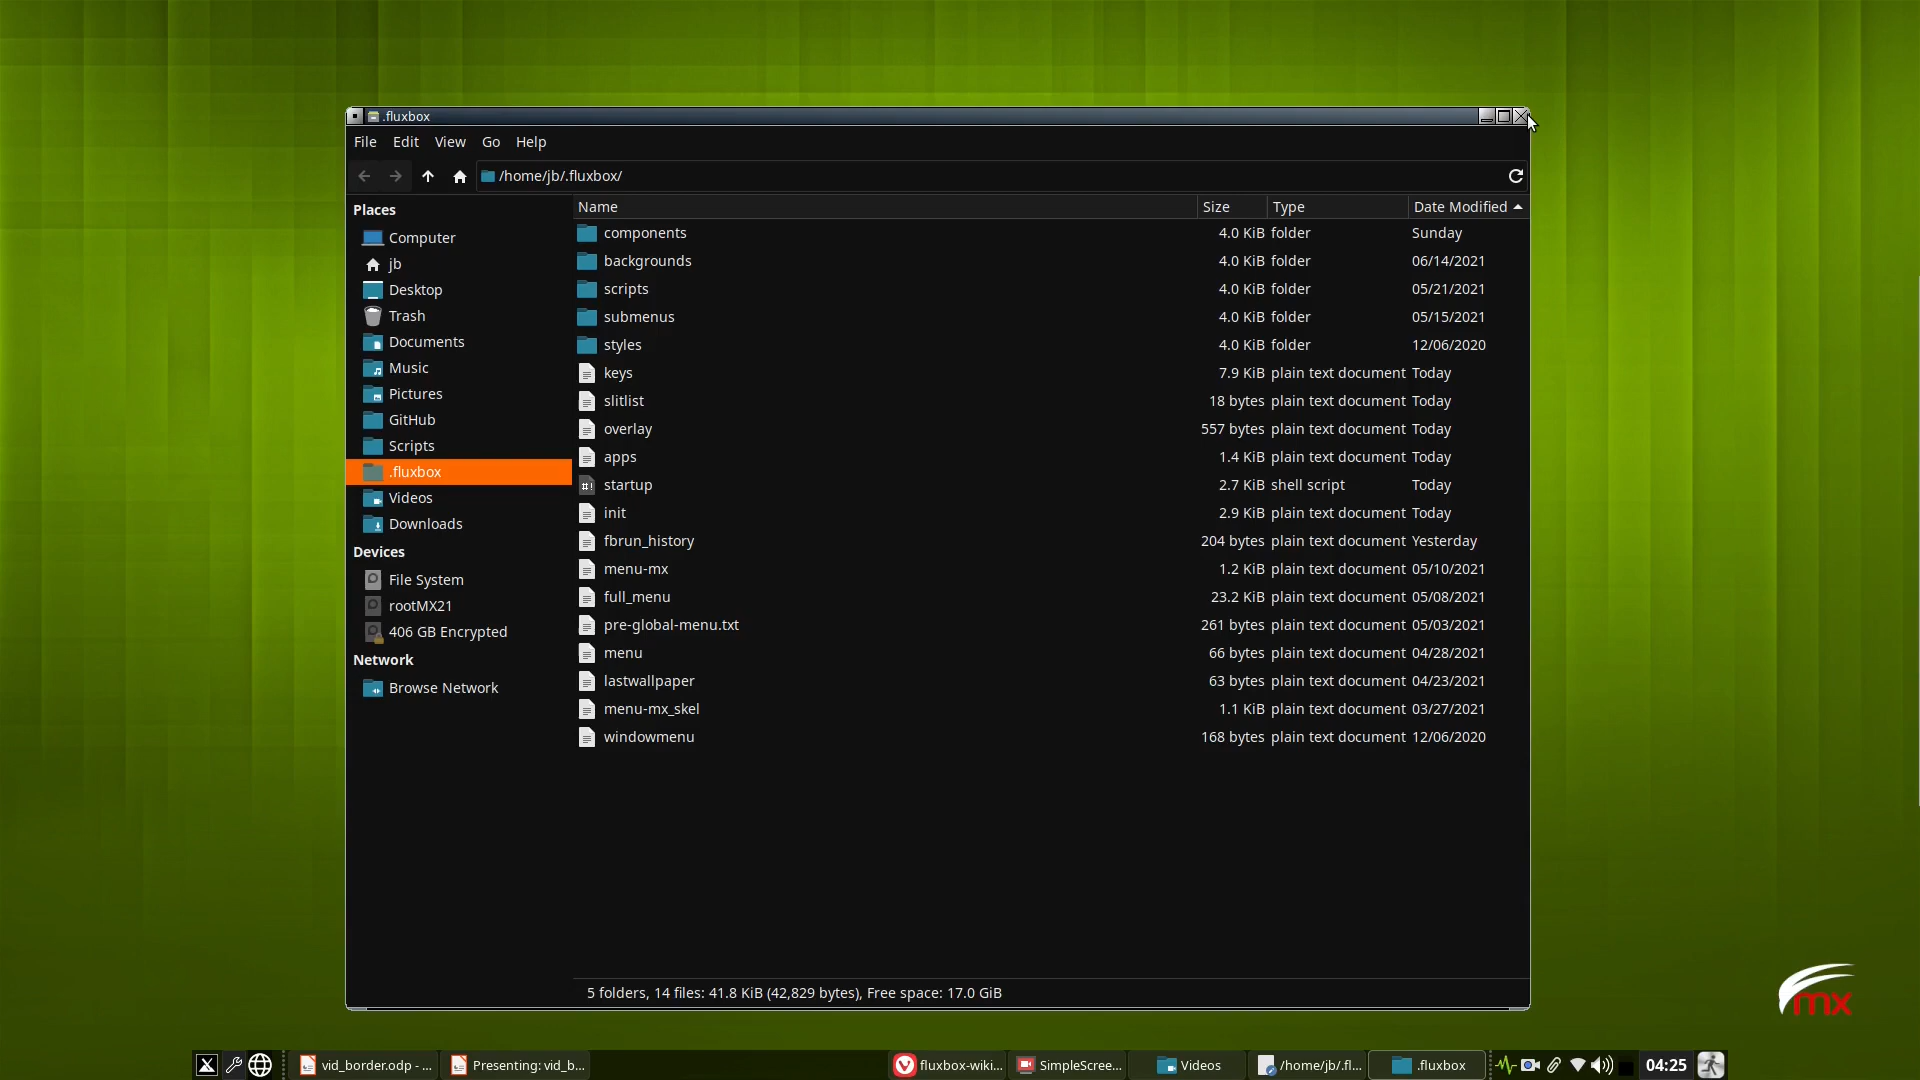 .fluxbox
File Edit View Go Help
/home/jb/.fluxbox/
Places
Computer
jb
Desktop
Trash
Documents
Music
Pictures
GitHub
Scripts
.fluxbox
Videos
Downloads
Devices
File System
rootMX21
406 GB Encrypted
Network
Browse Network
Name Size Type Date Modified
components 4.0 KiB folder Sunday
backgrounds 4.0 KiB folder 06/14/2021
scripts 4.0 KiB folder 05/21/2021
submenus 4.0 KiB folder 05/15/2021
styles 4.0 KiB folder 12/06/2020
keys 7.9 KiB plain text document Today
slitlist 18 bytes plain text document Today
overlay 557 bytes plain text document Today
apps 1.4 KiB plain text document Today
startup 2.7 KiB shell script Today
init 2.9 KiB plain text document Today
fbrun_history 204 bytes plain text document Yesterday
menu-mx 1.2 KiB plain text document 05/10/2021
full_menu 23.2 KiB plain text document 05/08/2021
pre-global-menu.txt 261 bytes plain text document 05/03/2021
menu 66 bytes plain text document 04/28/2021
lastwallpaper 63 bytes plain text document 04/23/2021
menu-mx_skel 1.1 KiB plain text document 03/27/2021
windowmenu 168 bytes plain text document 12/06/2020
5 folders, 14 files: 41.8 KiB (42,829 bytes), Free space: 17.0 GiB
mx
vid_border.odp - ... Presenting: vid_b... fluxbox-wiki... SimpleScree... Videos /home/jb/.fl... .fluxbox 04:25